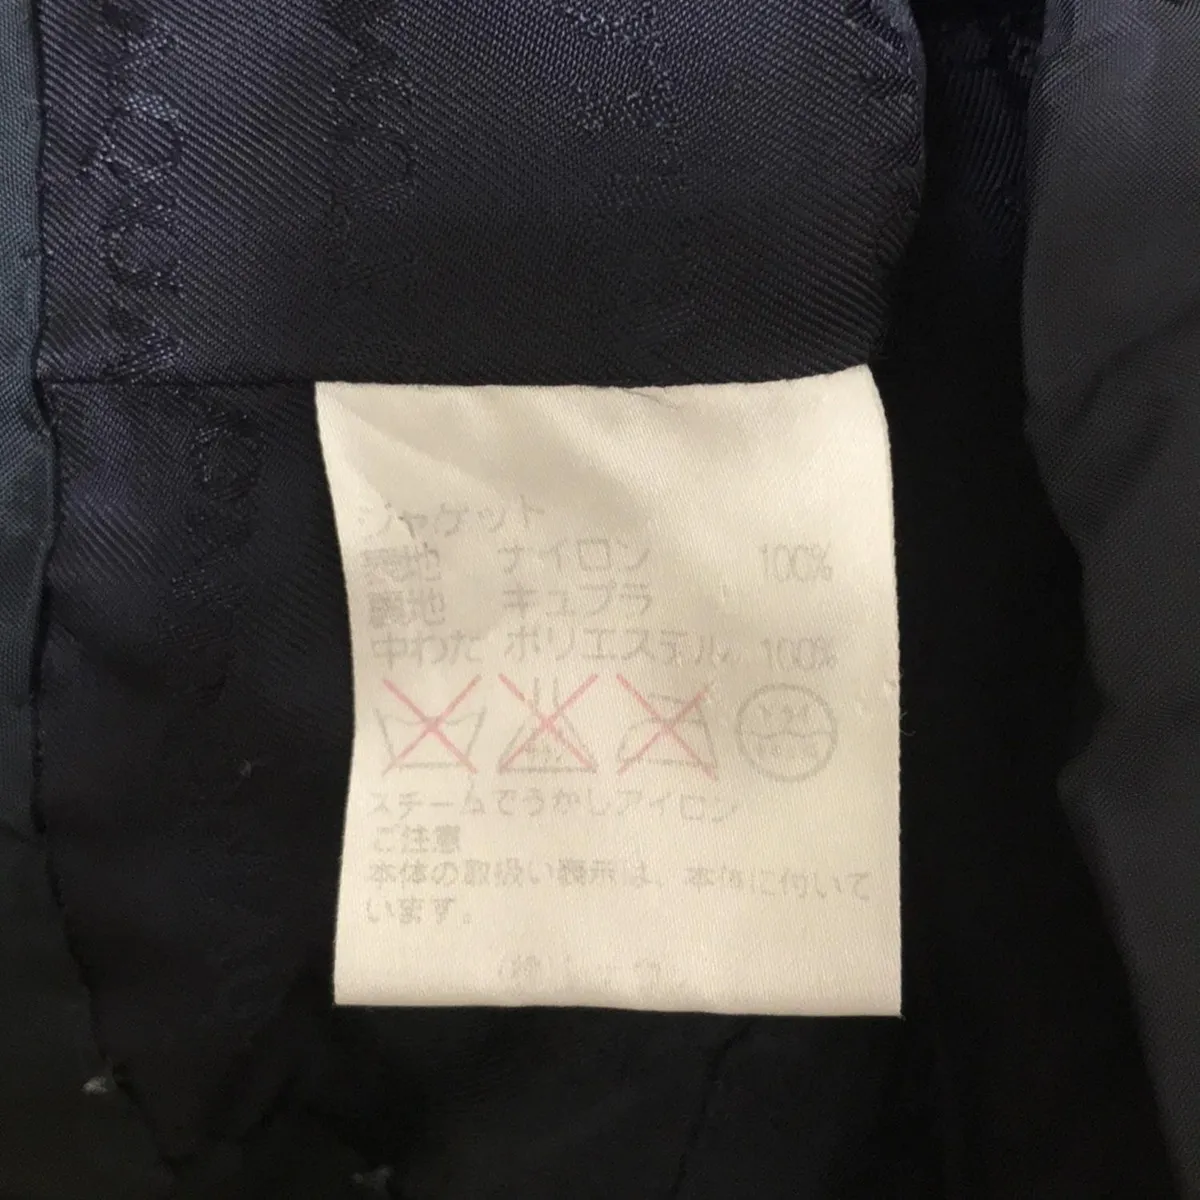 ジャケット
表地 ナイロン 100%
裏地 キュプラ
中わた ポリエステル 100%
ドライ
スチームでうかしアイロン
ご注意
本体の取扱い表示は、本体に付いて
います。